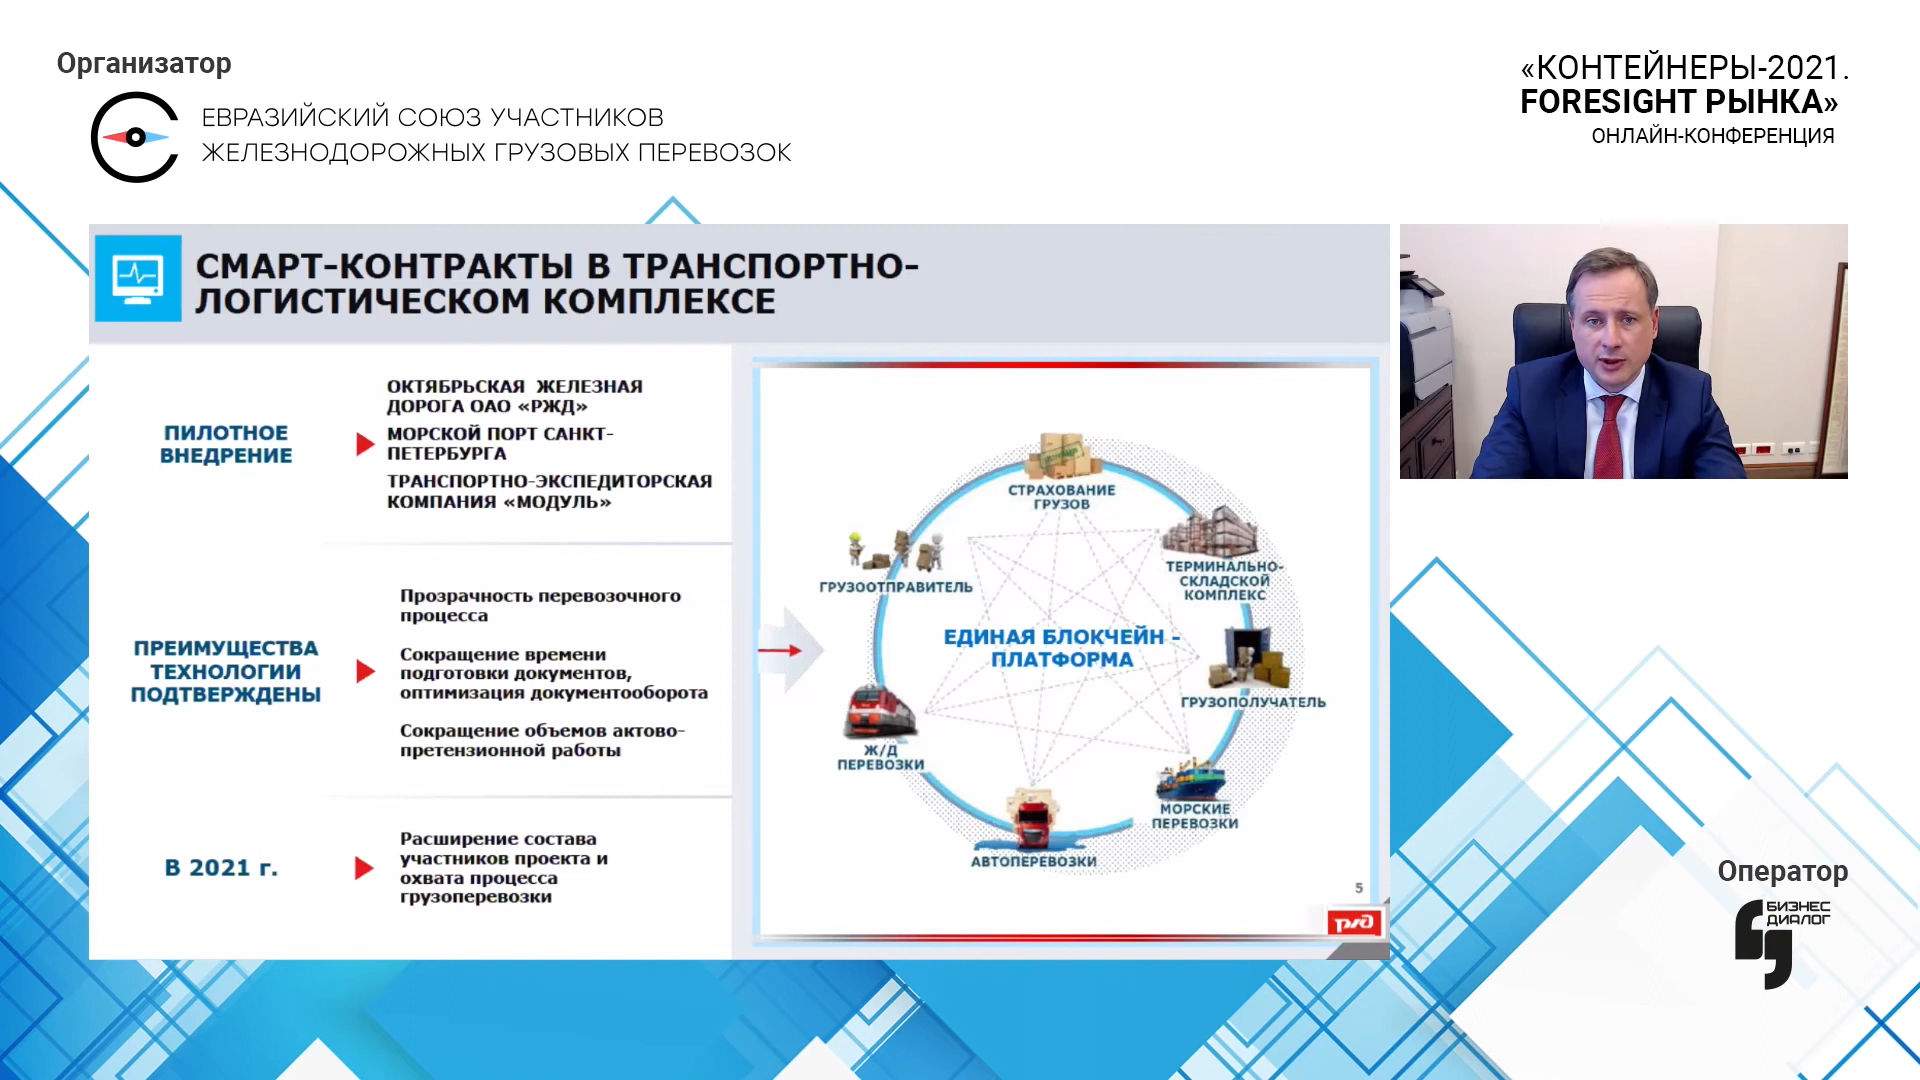 Организатор
ЕВРАЗИЙСКИЙ СОЮЗ УЧАСТНИКОВ
ЖЕЛЕЗНОДОРОЖНЫХ ГРУЗОВЫХ ПЕРЕВОЗОК
«КОНТЕЙНЕРЫ-2021.
FORESIGHT РЫНКА»
ОНЛАЙН-КОНФЕРЕНЦИЯ
СМАРТ-КОНТРАКТЫ В ТРАНСПОРТНО-
ЛОГИСТИЧЕСКОМ КОМПЛЕКСЕ
ПИЛОТНОЕ
ВНЕДРЕНИЕ
ОКТЯБРЬСКАЯ ЖЕЛЕЗНАЯ
ДОРОГА ОАО «РЖД»
МОРСКОЙ ПОРТ САНКТ-
ПЕТЕРБУРГА
ТРАНСПОРТНО-ЭКСПЕДИТОРСКАЯ
КОМПАНИЯ «МОДУЛЬ»
ПРЕИМУЩЕСТВА
ТЕХНОЛОГИИ
ПОДТВЕРЖДЕНЫ
Прозрачность перевозочного
процесса
Сокращение времени
подготовки документов,
оптимизация документооборота
Сокращение объемов актово-
претензионной работы
В 2021 г.
Расширение состава
участников проекта и
охвата процесса
грузоперевозки
СТРАХОВАНИЕ
ГРУЗОВ
ТЕРМИНАЛЬНО-
СКЛАДСКОЙ
КОМПЛЕКС
ГРУЗООТПРАВИТЕЛЬ
ЕДИНАЯ БЛОКЧЕЙН -
ПЛАТФОРМА
ГРУЗОПОЛУЧАТЕЛЬ
Ж/Д
ПЕРЕВОЗКИ
МОРСКИЕ
ПЕРЕВОЗКИ
АВТОПЕРЕВОЗКИ
5
ржд
Оператор
БИЗНЕС
ДИАЛОГ